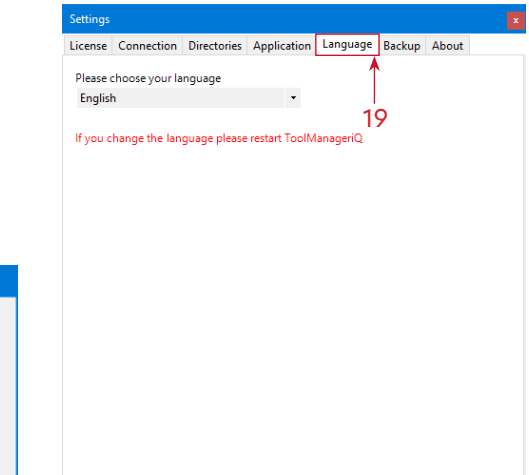 Settings
x
License Connection Directories Application Language Backup About
Please choose your language
English
19
If you change the language please restart ToolManageriQ